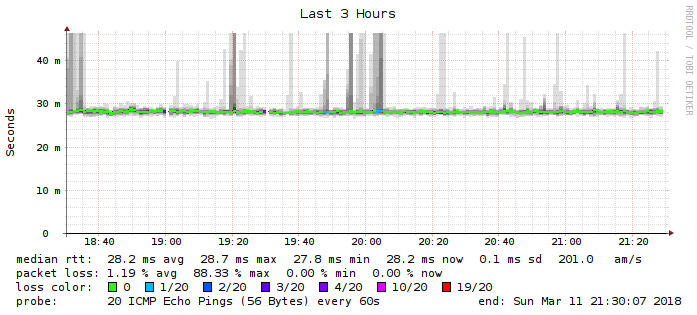 Last 3 Hours
RRDTOOL / TOBI OETIKER
Seconds
40 m
30 m
20 m
10 m
0
18:40 19:00 19:20 19:40 20:00 20:20 20:40 21:00 21:20
median rtt: 28.2 ms avg 28.7 ms max 27.8 ms min 28.2 ms now 0.1 ms sd 201.0 am/s
packet loss: 1.19 % avg 88.33 % max 0.00 % min 0.00 % now
loss color: 0 1/20 2/20 3/20 4/20 10/20 19/20
probe: 20 ICMP Echo Pings (56 Bytes) every 60s end: Sun Mar 11 21:30:07 2018